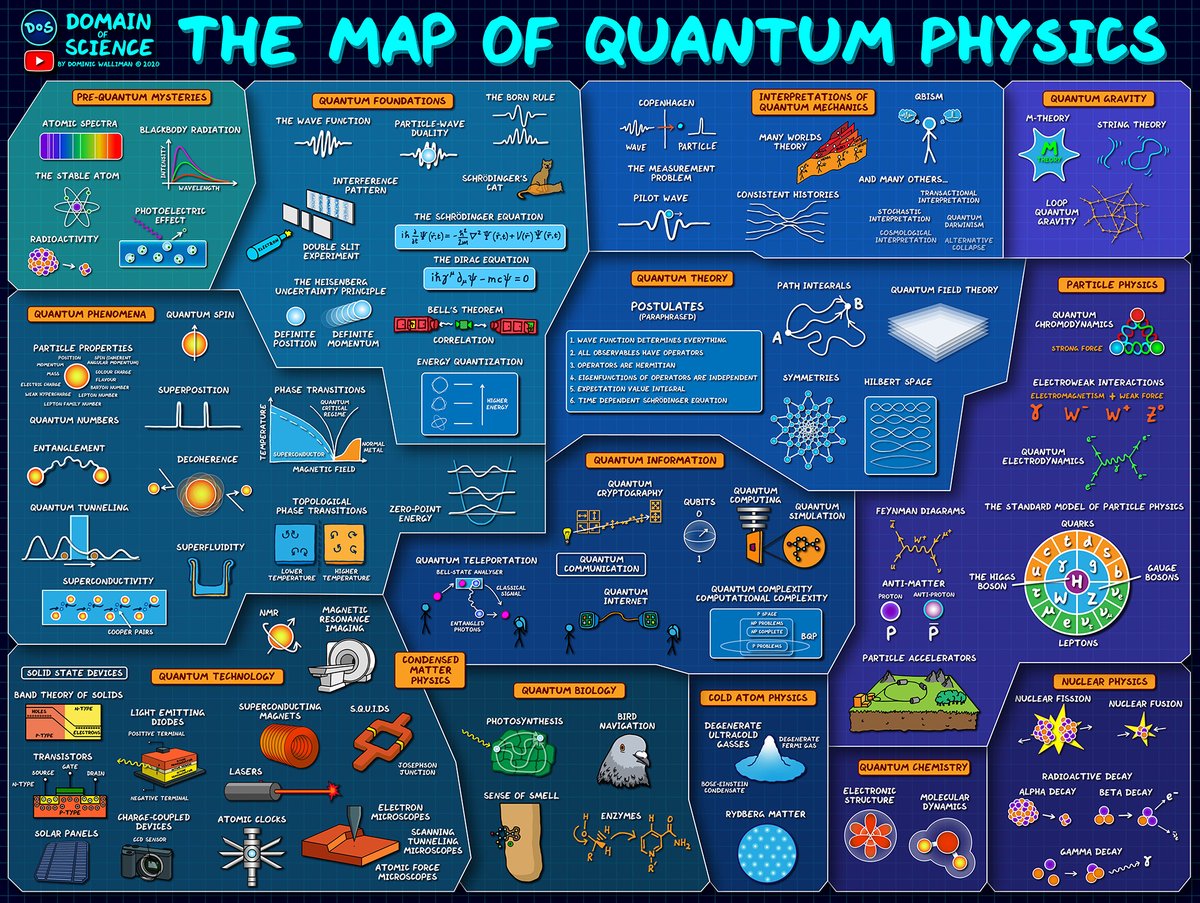 DoS
DOMAIN
OF
SCIENCE
BY DOMINIC WALLIMAN © 2020
THE MAP OF QUANTUM PHYSICS
PRE-QUANTUM MYSTERIES
ATOMIC SPECTRA
BLACKBODY RADIATION
INTENSITY
WAVELENGTH
THE STABLE ATOM
PHOTOELECTRIC
EFFECT
RADIOACTIVITY
QUANTUM FOUNDATIONS
THE WAVE FUNCTION
PARTICLE-WAVE
DUALITY
THE BORN RULE
INTERFERENCE
PATTERN
SCHRÖDINGER'S
CAT
ELECTRON
DOUBLE SLIT
EXPERIMENT
THE SCHRÖDINGER EQUATION
iħ ∂/∂t Ψ(r,t) = -ħ²/2m ∇² Ψ(r,t) + V(r) Ψ(r,t)
THE DIRAC EQUATION
iħγ^μ ∂_μ ψ - mcψ = 0
THE HEISENBERG
UNCERTAINTY PRINCIPLE
DEFINITE
POSITION
DEFINITE
MOMENTUM
BELL'S THEOREM
CORRELATION
ENERGY QUANTIZATION
HIGHER
ENERGY
INTERPRETATIONS OF
QUANTUM MECHANICS
COPENHAGEN
WAVE
PARTICLE
THE MEASUREMENT
PROBLEM
PILOT WAVE
MANY WORLDS
THEORY
CONSISTENT HISTORIES
QBISM
AND MANY OTHERS...
TRANSACTIONAL
INTERPRETATION
STOCHASTIC
INTERPRETATION
QUANTUM
DARWINISM
COSMOLOGICAL
INTERPRETATION
ALTERNATIVE
COLLAPSE
QUANTUM GRAVITY
M-THEORY
M
THEORY
STRING THEORY
LOOP
QUANTUM
GRAVITY
QUANTUM PHENOMENA
QUANTUM SPIN
PARTICLE PROPERTIES
POSITION
MOMENTUM
MASS
ELECTRIC CHARGE
WEAK HYPERCHARGE
LEPTON FAMILY NUMBER
SPIN (INHERENT
ANGULAR MOMENTUM)
COLOUR CHARGE
FLAVOUR
BARYON NUMBER
LEPTON NUMBER
QUANTUM NUMBERS
SUPERPOSITION
PHASE TRANSITIONS
TEMPERATURE
QUANTUM
CRITICAL
REGIME
SUPERCONDUCTOR
NORMAL
METAL
MAGNETIC FIELD
ENTANGLEMENT
DECOHERENCE
QUANTUM TUNNELING
SUPERFLUIDITY
TOPOLOGICAL
PHASE TRANSITIONS
LOWER
TEMPERATURE
HIGHER
TEMPERATURE
ZERO-POINT
ENERGY
SUPERCONDUCTIVITY
COOPER PAIRS
QUANTUM THEORY
POSTULATES
(PARAPHRASED)
1. WAVE FUNCTION DETERMINES EVERYTHING
2. ALL OBSERVABLES HAVE OPERATORS
3. OPERATORS ARE HERMITIAN
4. EIGENFUNCTIONS OF OPERATORS ARE INDEPENDENT
5. EXPECTATION VALUE INTEGRAL
6. TIME DEPENDENT SCHRÖDINGER EQUATION
PATH INTEGRALS
A
B
QUANTUM FIELD THEORY
SYMMETRIES
HILBERT SPACE
PARTICLE PHYSICS
QUANTUM
CHROMODYNAMICS
STRONG FORCE
ELECTROWEAK INTERACTIONS
ELECTROMAGNETISM + WEAK FORCE
γ W⁻ W⁺ Z⁰
QUANTUM
ELECTRODYNAMICS
e⁻
e⁻
e⁻
e⁻
FEYNMAN DIAGRAMS
W⁺
THE STANDARD MODEL OF PARTICLE PHYSICS
QUARKS
u c t d s b
γ g
H
W Z
τ μ e ν ν ν
THE HIGGS
BOSON
GAUGE
BOSONS
LEPTONS
ANTI-MATTER
PROTON
ANTI-PROTON
P
P̄
PARTICLE ACCELERATORS
QUANTUM INFORMATION
QUANTUM
CRYPTOGRAPHY
QUBITS
0
1
QUANTUM
COMPUTING
QUANTUM
SIMULATION
QUANTUM TELEPORTATION
BELL-STATE ANALYSER
CLASSICAL
SIGNAL
ENTANGLED
PHOTONS
QUANTUM
COMMUNICATION
QUANTUM
INTERNET
QUANTUM COMPLEXITY
COMPUTATIONAL COMPLEXITY
P SPACE
NP PROBLEMS
NP COMPLETE
P PROBLEMS
BQP
QUANTUM TECHNOLOGY
SOLID STATE DEVICES
NMR
MAGNETIC
RESONANCE
IMAGING
CONDENSED
MATTER
PHYSICS
BAND THEORY OF SOLIDS
HOLES
N-TYPE
P-TYPE
ELECTRONS
LIGHT EMITTING
DIODES
POSITIVE TERMINAL
NEGATIVE TERMINAL
SUPERCONDUCTING
MAGNETS
S.Q.U.I.DS
JOSEPHSON
JUNCTION
TRANSISTORS
SOURCE
GATE
DRAIN
N-TYPE
P-TYPE
LASERS
SOLAR PANELS
CHARGE-COUPLED
DEVICES
CCD SENSOR
ATOMIC CLOCKS
ELECTRON
MICROSCOPES
SCANNING
TUNNELING
MICROSCOPES
ATOMIC FORCE
MICROSCOPES
QUANTUM BIOLOGY
PHOTOSYNTHESIS
BIRD
NAVIGATION
SENSE OF SMELL
ENZYMES
O
H
H
R
O
NH₂
N
R
COLD ATOM PHYSICS
DEGENERATE
ULTRACOLD
GASSES
DEGENERATE
FERMI GAS
BOSE-EINSTEIN
CONDENSATE
RYDBERG MATTER
QUANTUM CHEMISTRY
ELECTRONIC
STRUCTURE
MOLECULAR
DYNAMICS
NUCLEAR PHYSICS
NUCLEAR FISSION
NUCLEAR FUSION
RADIOACTIVE DECAY
ALPHA DECAY
BETA DECAY
e⁻
GAMMA DECAY
γ